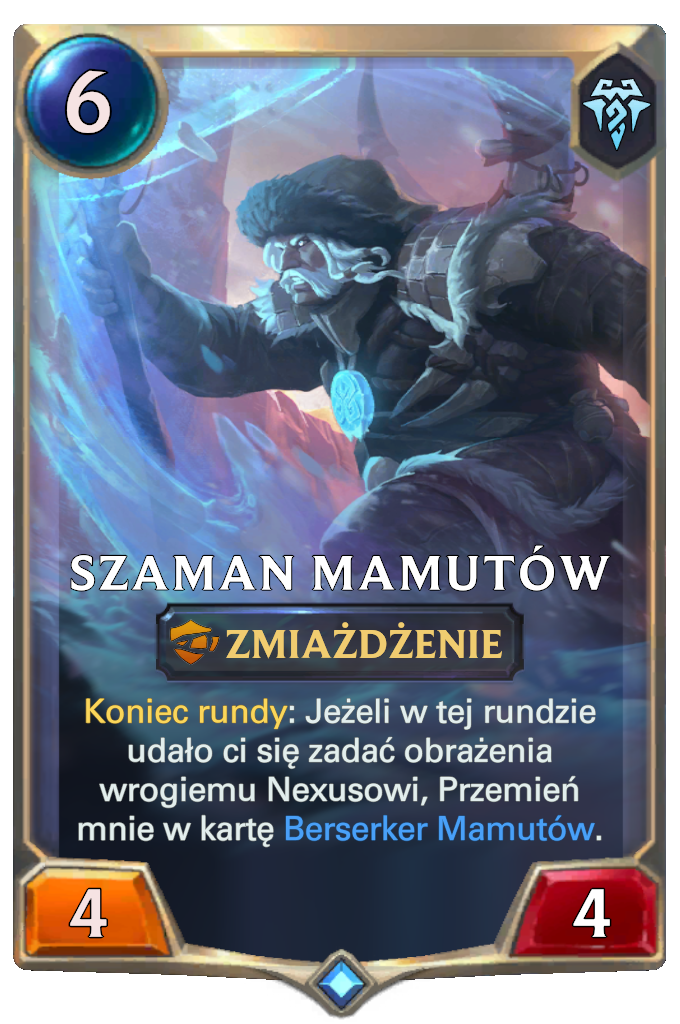 6
SZAMAN MAMUTÓW
ZMIAŻDŻENIE
Koniec rundy: Jeżeli w tej rundzie
udało ci się zadać obrażenia
wrogiemu Nexusowi, Przemień
mnie w kartę Berserker Mamutów.
4
4